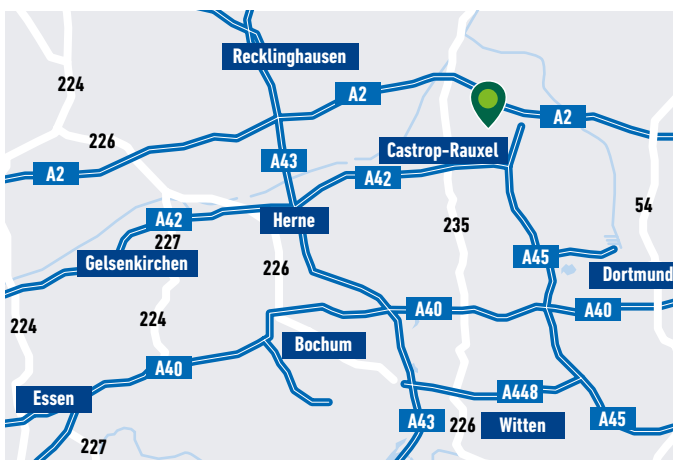 Recklinghausen
224
A2
A2
226
Castrop-Rauxel
A43
A2
A42
54
A42
Herne
235
227
A45
Gelsenkirchen
226
Dortmund
A40
A40
224
224
Bochum
A40
Essen
A448
A43
226
Witten
A45
227